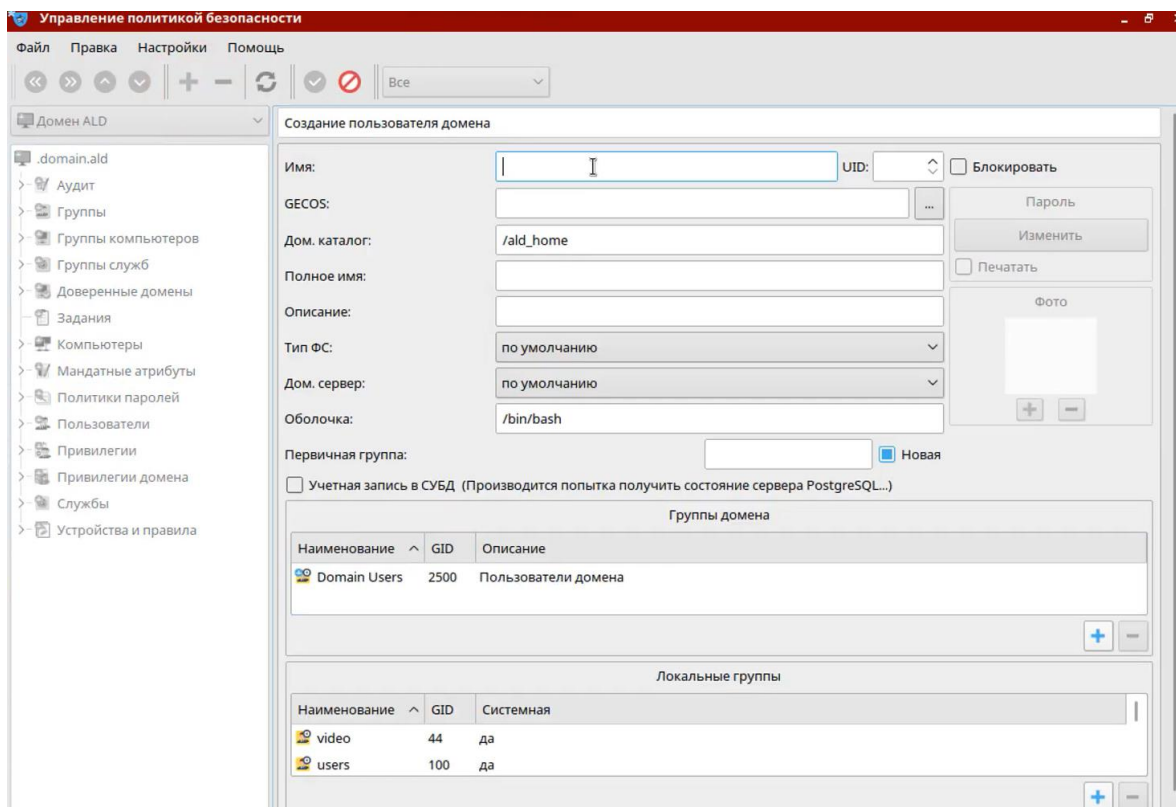 Управление политикой безопасности
Файл Правка Настройки Помощь
Все
Домен ALD
.domain.ald
Аудит
Группы
Группы компьютеров
Группы служб
Доверенные домены
Задания
Компьютеры
Мандатные атрибуты
Политики паролей
Пользователи
Привилегии
Привилегии домена
Службы
Устройства и правила
Создание пользователя домена
Имя: UID: Блокировать
GECOS: ...
Дом. каталог: /ald_home
Полное имя:
Описание:
Тип ФС: по умолчанию
Дом. сервер: по умолчанию
Оболочка: /bin/bash
Первичная группа: Новая
Пароль
Изменить
Печатать
Фото
Учетная запись в СУБД (Производится попытка получить состояние сервера PostgreSQL...)
Группы домена
Наименование GID Описание
Domain Users 2500 Пользователи домена
Локальные группы
Наименование GID Системная
video 44 да
users 100 да